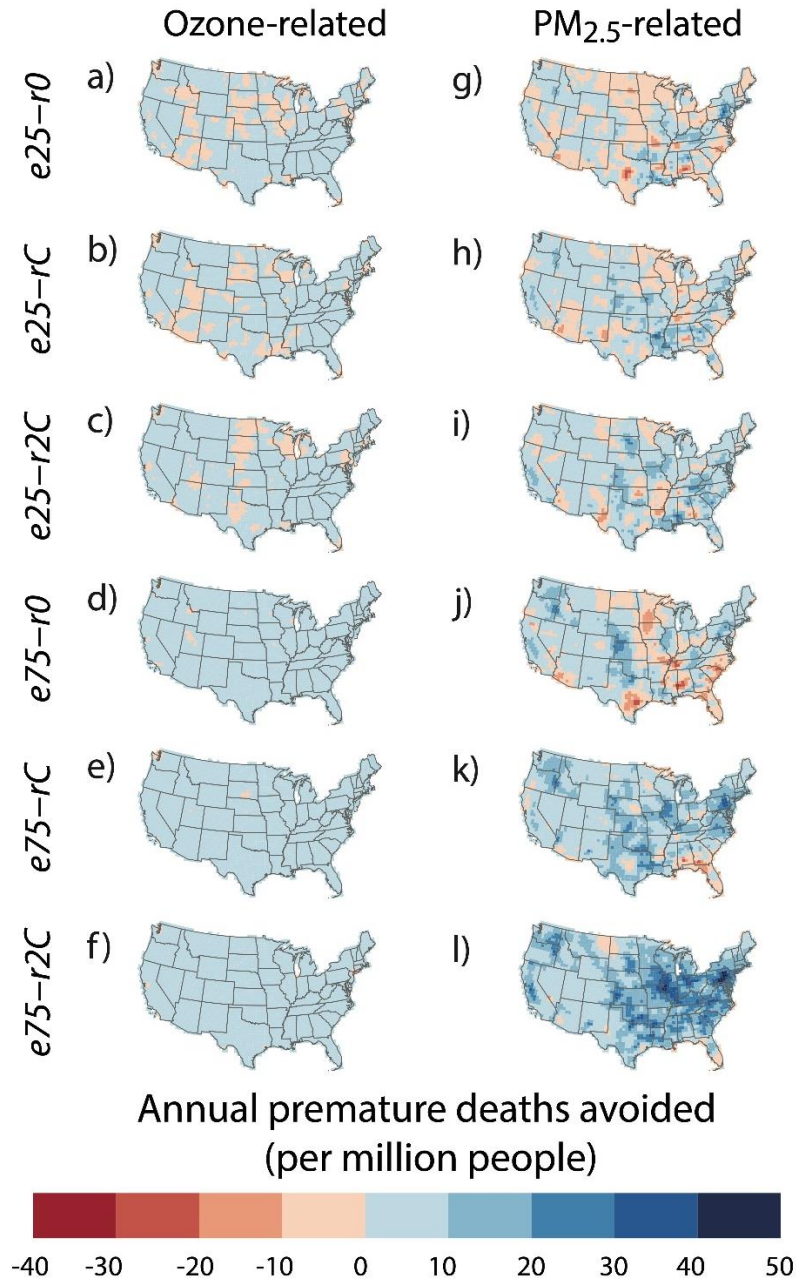 Ozone-related PM2.5-related
e25−r0 a) g)
e25−rC b) h)
e25−r2C c) i)
e75−r0 d) j)
e75−rC e) k)
e75−r2C f) l)
Annual premature deaths avoided
(per million people)
-40 -30 -20 -10 0 10 20 30 40 50